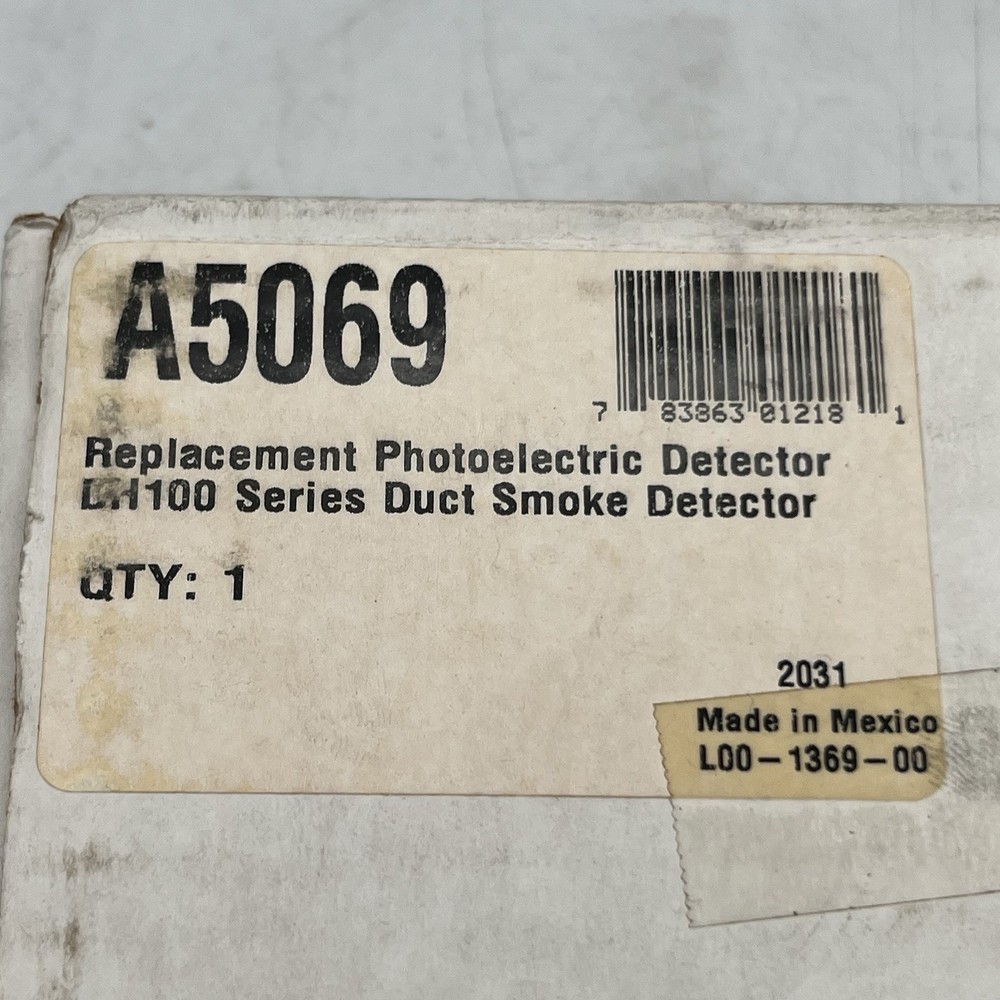 A5069
7 83863 01218 1
Replacement Photoelectric Detector
DH100 Series Duct Smoke Detector
QTY: 1
2031
Made in Mexico
L00-1369-00